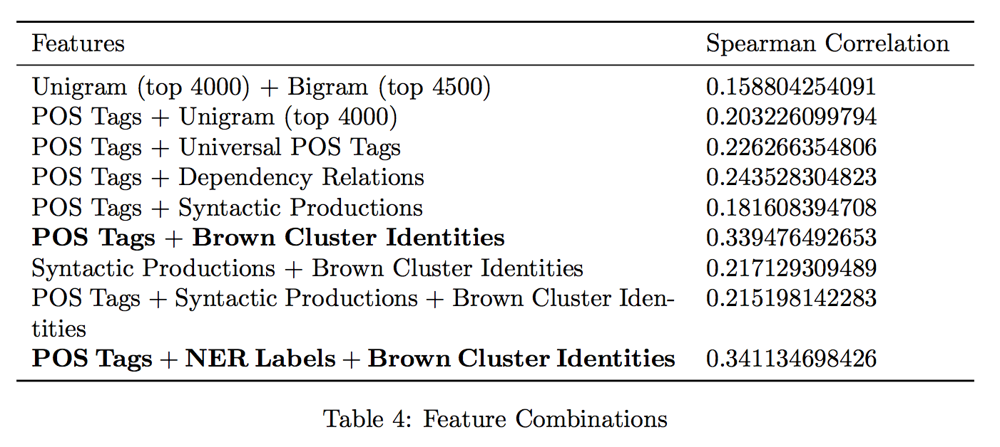 Features Spearman Correlation
Unigram (top 4000) + Bigram (top 4500) 0.158804254091
POS Tags + Unigram (top 4000) 0.203226099794
POS Tags + Universal POS Tags 0.226266354806
POS Tags + Dependency Relations 0.243528304823
POS Tags + Syntactic Productions 0.181608394708
POS Tags + Brown Cluster Identities 0.339476492653
Syntactic Productions + Brown Cluster Identities 0.217129309489
POS Tags + Syntactic Productions + Brown Cluster Iden- 0.215198142283
tities
POS Tags + NER Labels + Brown Cluster Identities 0.341134698426
Table 4: Feature Combinations